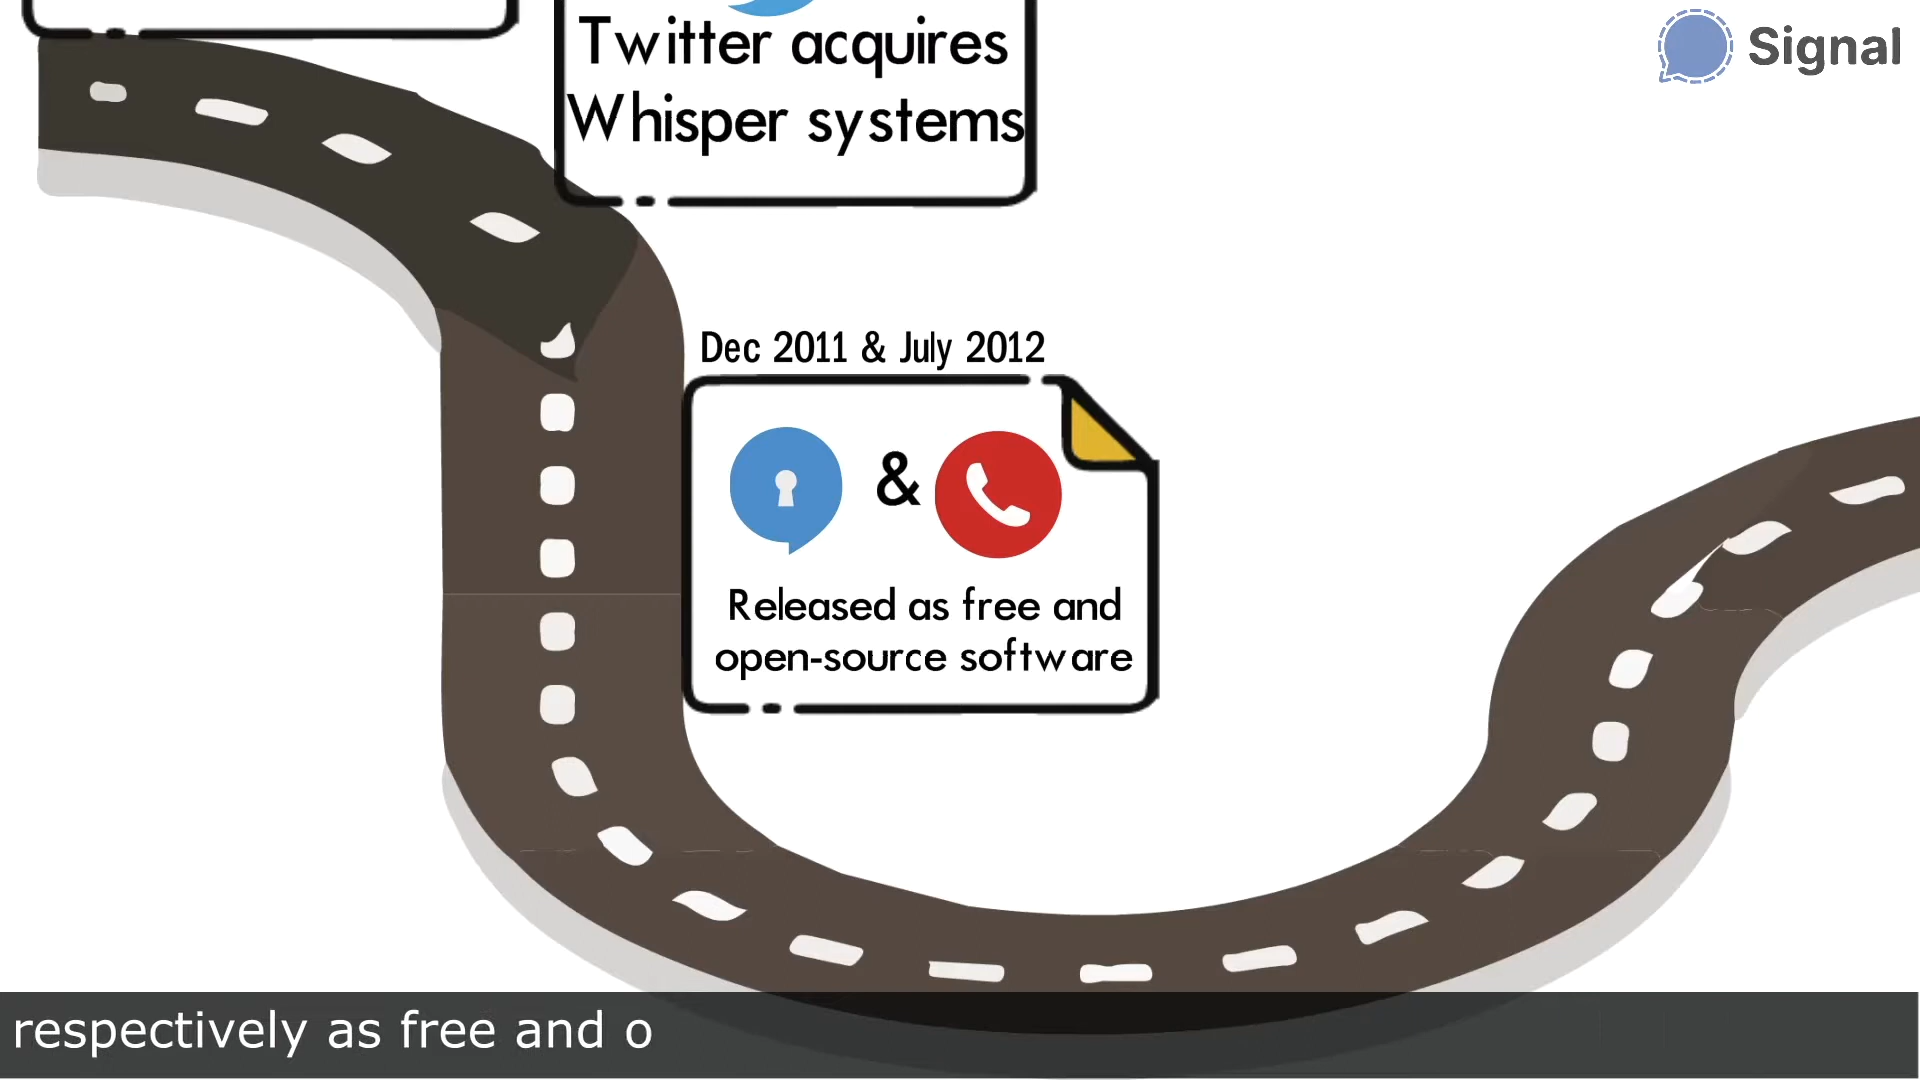 Twitter acquires
Whisper systems
Signal
Dec 2011 & July 2012
&
Released as free and
open-source software
respectively as free and o